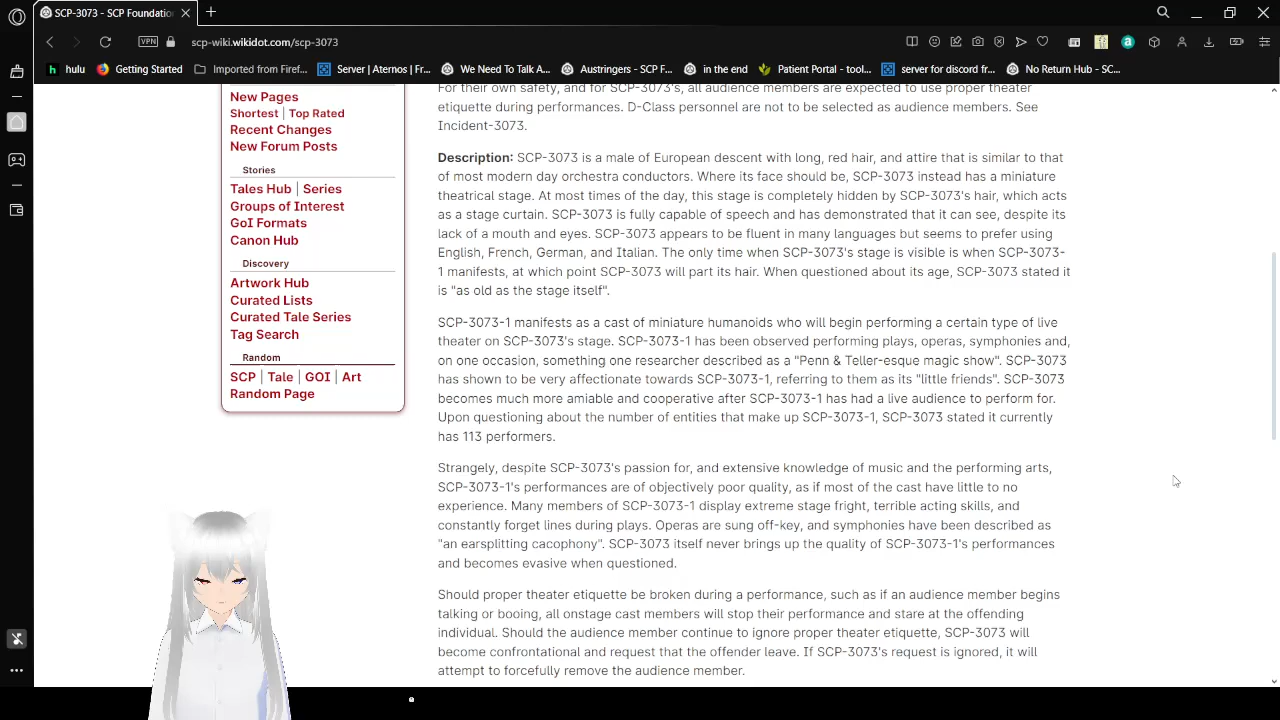 SCP-3073 - SCP Foundatio
scp-wiki.wikidot.com/scp-3073
VPN
hulu
Getting Started
Imported from Firef...
Server | Aternos | Fr...
We Need To Talk A...
Austringers - SCP F...
in the end
Patient Portal - tool...
server for discord fr...
No Return Hub - SC...
New Pages
Shortest | Top Rated
Recent Changes
New Forum Posts
Stories
Tales Hub | Series
Groups of Interest
GoI Formats
Canon Hub
Discovery
Artwork Hub
Curated Lists
Curated Tale Series
Tag Search
Random
SCP | Tale | GOI | Art
Random Page
For their own safety, and for SCP-3073's, all audience members are expected to use proper theater
etiquette during performances. D-Class personnel are not to be selected as audience members. See
Incident-3073.
Description: SCP-3073 is a male of European descent with long, red hair, and attire that is similar to that
of most modern day orchestra conductors. Where its face should be, SCP-3073 instead has a miniature
theatrical stage. At most times of the day, this stage is completely hidden by SCP-3073's hair, which acts
as a stage curtain. SCP-3073 is fully capable of speech and has demonstrated that it can see, despite its
lack of a mouth and eyes. SCP-3073 appears to be fluent in many languages but seems to prefer using
English, French, German, and Italian. The only time when SCP-3073's stage is visible is when SCP-3073-
1 manifests, at which point SCP-3073 will part its hair. When questioned about its age, SCP-3073 stated it
is "as old as the stage itself".
SCP-3073-1 manifests as a cast of miniature humanoids who will begin performing a certain type of live
theater on SCP-3073's stage. SCP-3073-1 has been observed performing plays, operas, symphonies and,
on one occasion, something one researcher described as a "Penn & Teller-esque magic show". SCP-3073
has shown to be very affectionate towards SCP-3073-1, referring to them as its "little friends". SCP-3073
becomes much more amiable and cooperative after SCP-3073-1 has had a live audience to perform for.
Upon questioning about the number of entities that make up SCP-3073-1, SCP-3073 stated it currently
has 113 performers.
Strangely, despite SCP-3073's passion for, and extensive knowledge of music and the performing arts,
SCP-3073-1's performances are of objectively poor quality, as if most of the cast have little to no
experience. Many members of SCP-3073-1 display extreme stage fright, terrible acting skills, and
constantly forget lines during plays. Operas are sung off-key, and symphonies have been described as
"an earsplitting cacophony". SCP-3073 itself never brings up the quality of SCP-3073-1's performances
and becomes evasive when questioned.
Should proper theater etiquette be broken during a performance, such as if an audience member begins
talking or booing, all onstage cast members will stop their performance and stare at the offending
individual. Should the audience member continue to ignore proper theater etiquette, SCP-3073 will
become confrontational and request that the offender leave. If SCP-3073's request is ignored, it will
attempt to forcefully remove the audience member.